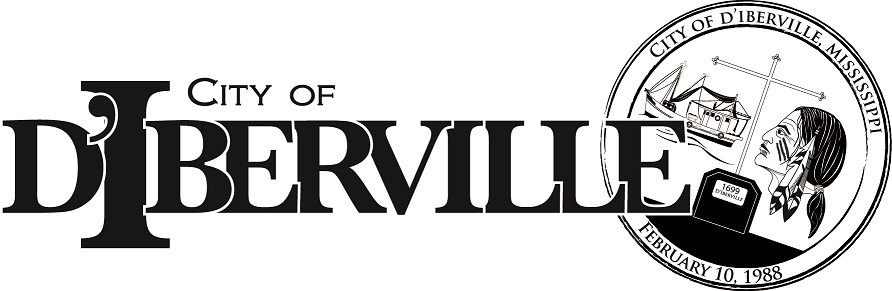 CITY OF
D'IBERVILLE
CITY OF D'IBERVILLE, MISSISSIPPI
1699
D'IBERVILLE
FEBRUARY 10, 1988